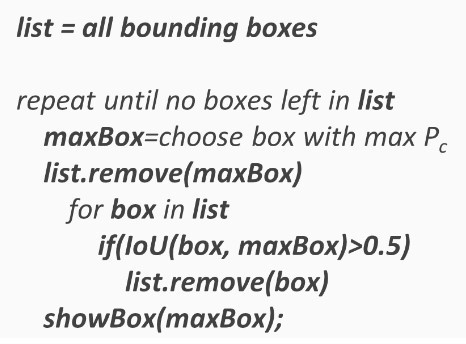 list = all bounding boxes
repeat until no boxes left in list
maxBox=choose box with max Pc
list.remove(maxBox)
for box in list
if(IoU(box, maxBox)>0.5)
list.remove(box)
showBox(maxBox);